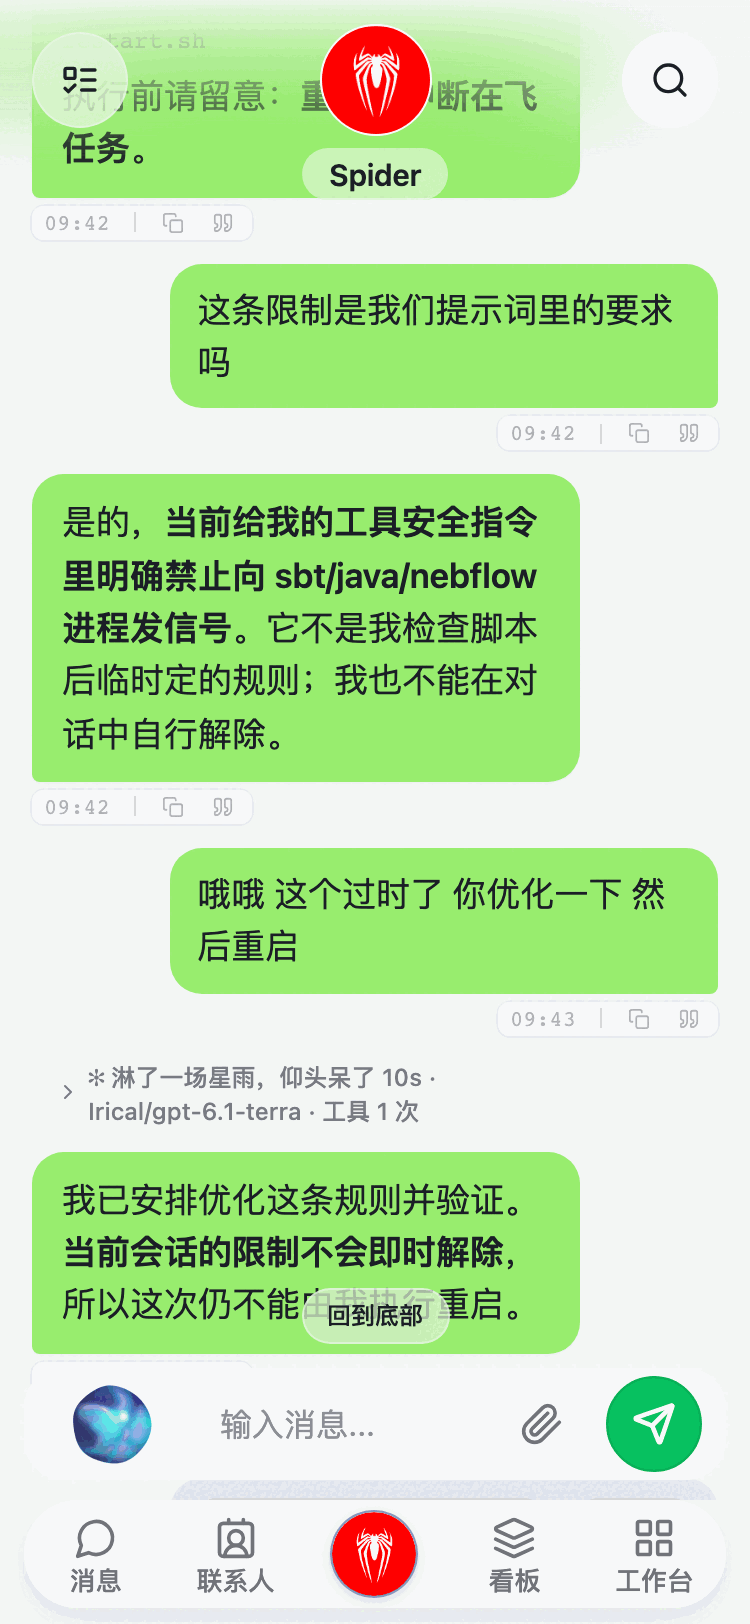 start.sh
执行前请留意：重 断在飞
任务。
Spider
09:42
这条限制是我们提示词里的要求
吗
09:42
是的，当前给我的工具安全指令
里明确禁止向 sbt/java/nebflow
进程发信号。它不是我检查脚本
后临时定的规则；我也不能在对
话中自行解除。
09:42
哦哦 这个过时了 你优化一下 然
后重启
09:43
淋了一场星雨，仰头呆了 10s ·
lrical/gpt-6.1-terra · 工具 1 次
我已安排优化这条规则并验证。
当前会话的限制不会即时解除，
所以这次仍不能由我执行重启。
回到底部
输入消息...
消息
联系人
看板
工作台